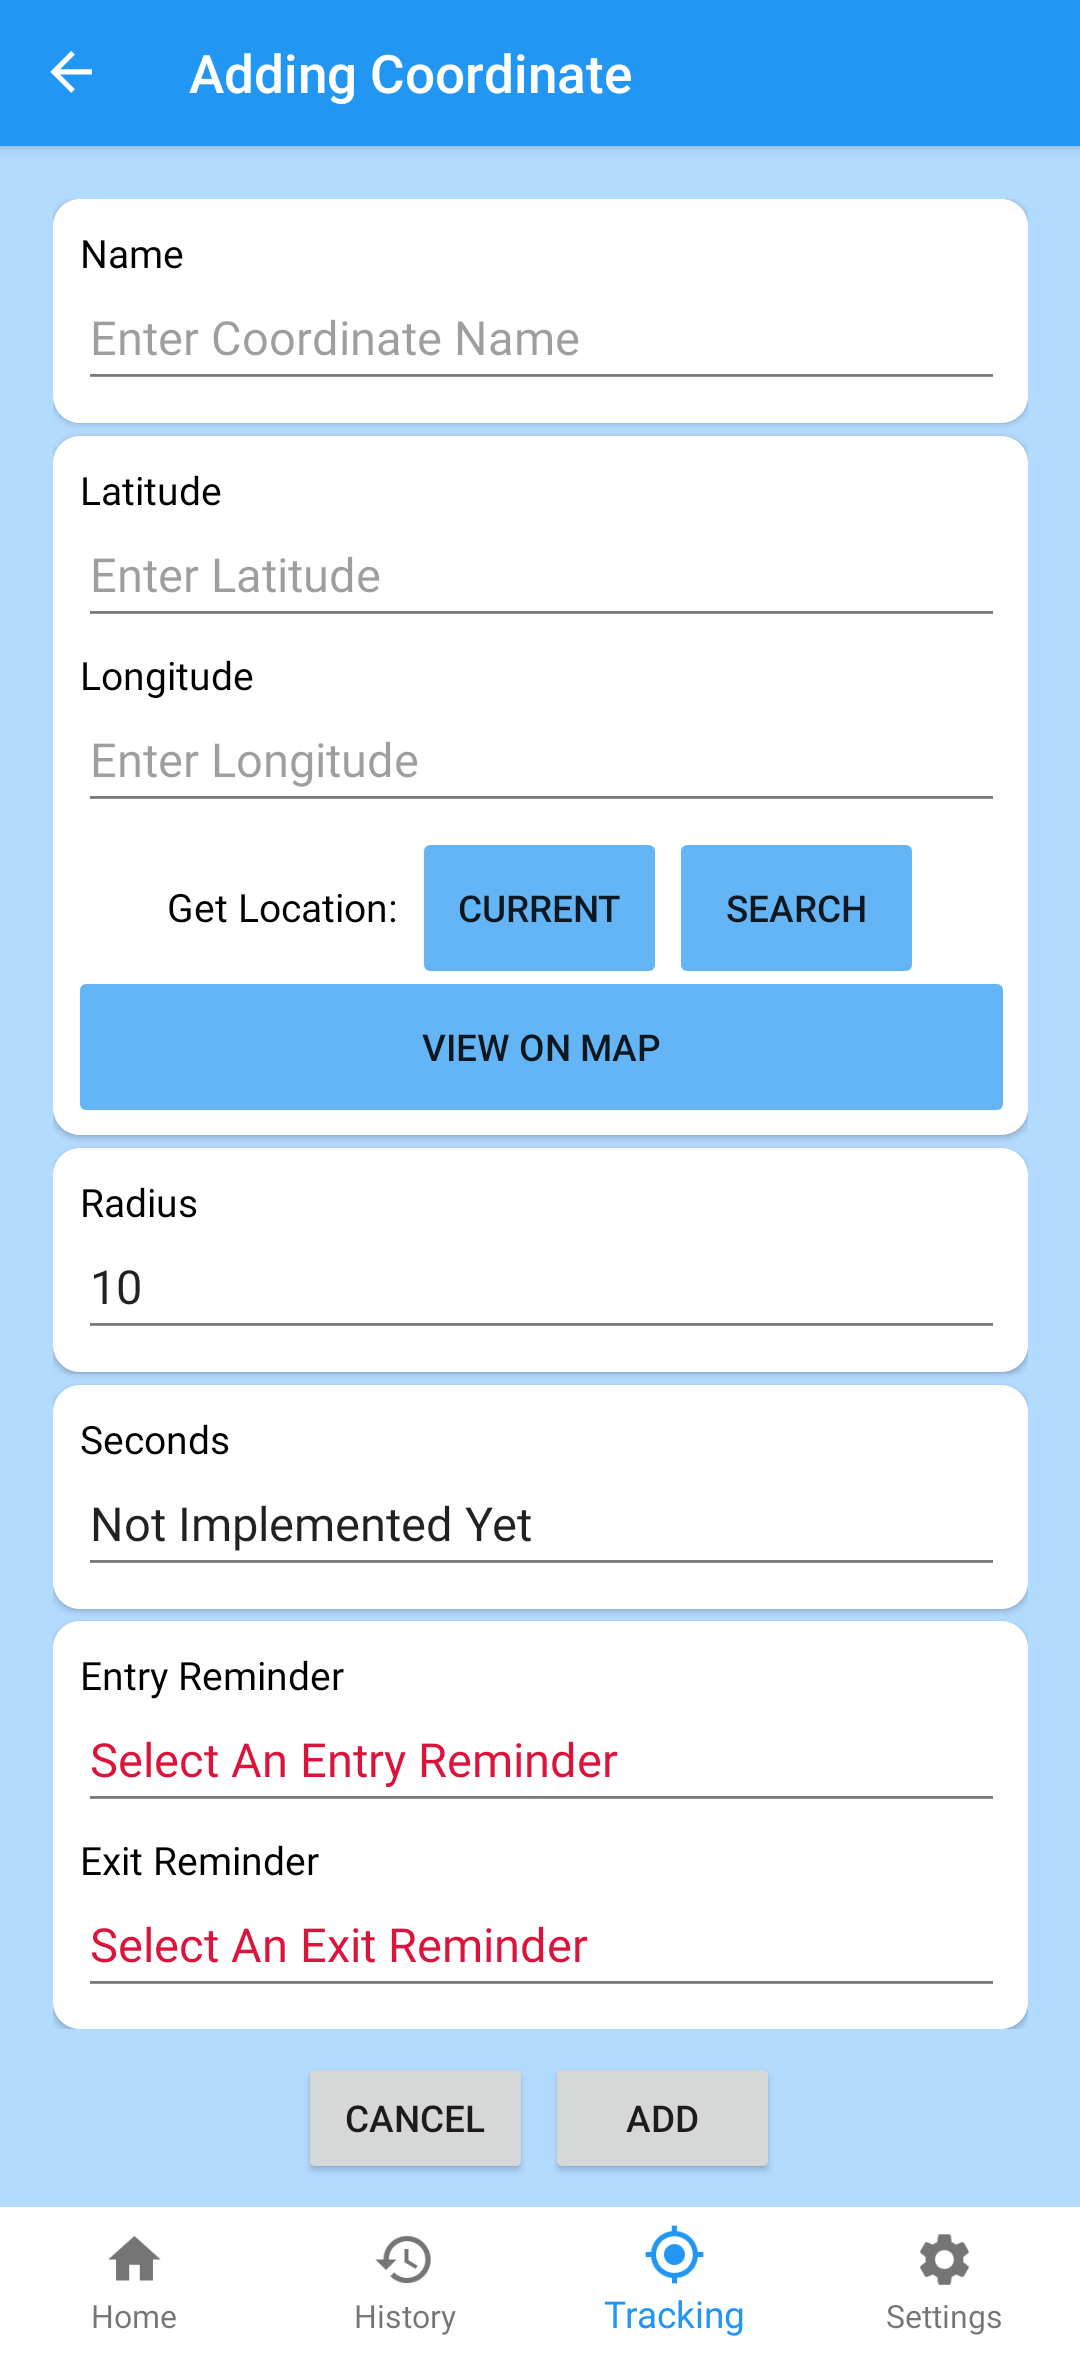 Adding Coordinate
Name
Enter Coordinate Name
Latitude
Enter Latitude
Longitude
Enter Longitude
Get Location: CURRENT SEARCH
VIEW ON MAP
Radius
10
Seconds
Not Implemented Yet
Entry Reminder
Select An Entry Reminder
Exit Reminder
Select An Exit Reminder
CANCEL ADD
Home History Tracking Settings